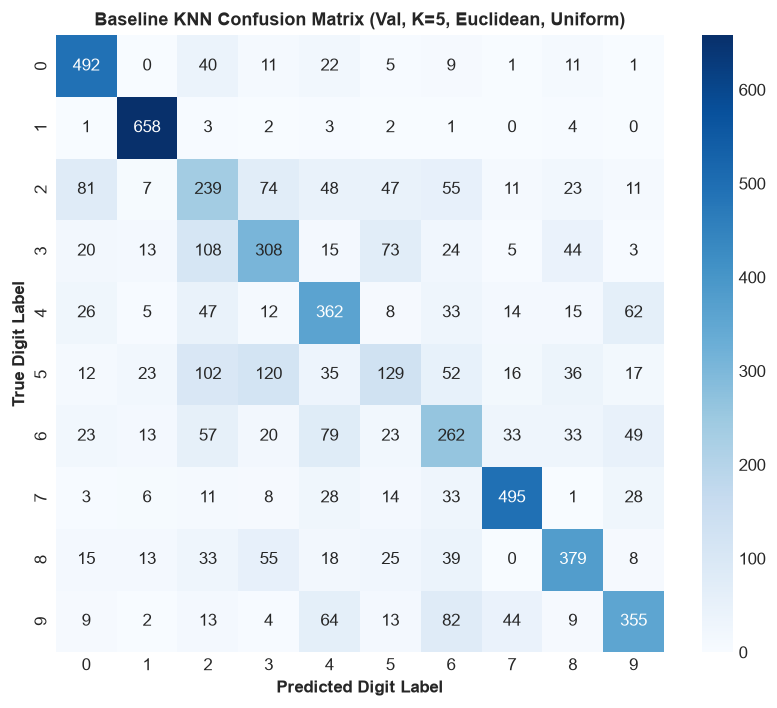 Baseline KNN Confusion Matrix (Val, K=5, Euclidean, Uniform)
0 492 0 40 11 22 5 9 1 11 1
1 1 658 3 2 3 2 1 0 4 0
2 81 7 239 74 48 47 55 11 23 11
3 20 13 108 308 15 73 24 5 44 3
4 26 5 47 12 362 8 33 14 15 62
5 12 23 102 120 35 129 52 16 36 17
6 23 13 57 20 79 23 262 33 33 49
7 3 6 11 8 28 14 33 495 1 28
8 15 13 33 55 18 25 39 0 379 8
9 9 2 13 4 64 13 82 44 9 355
0 1 2 3 4 5 6 7 8 9
Predicted Digit Label
True Digit Label
600
500
400
300
200
100
0